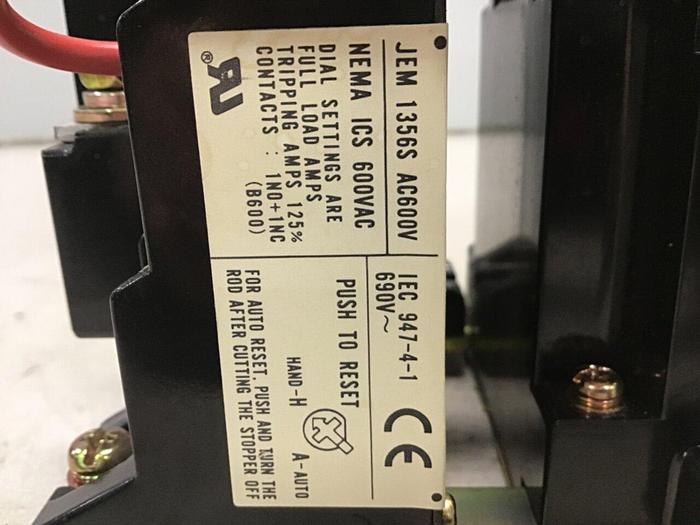 JEM 1356S AC600V
NEMA ICS 600VAC
DIAL SETTINGS ARE
FULL LOAD AMPS
TRIPPING AMPS 125%
CONTACTS : 1NO+1NC
(B600)
®
IEC 947-4-1
690V~
CE
PUSH TO RESET
HAND-H
A-AUTO
FOR AUTO RESET, PUSH AND TURN THE
ROD AFTER CUTTING THE STOPPER OFF